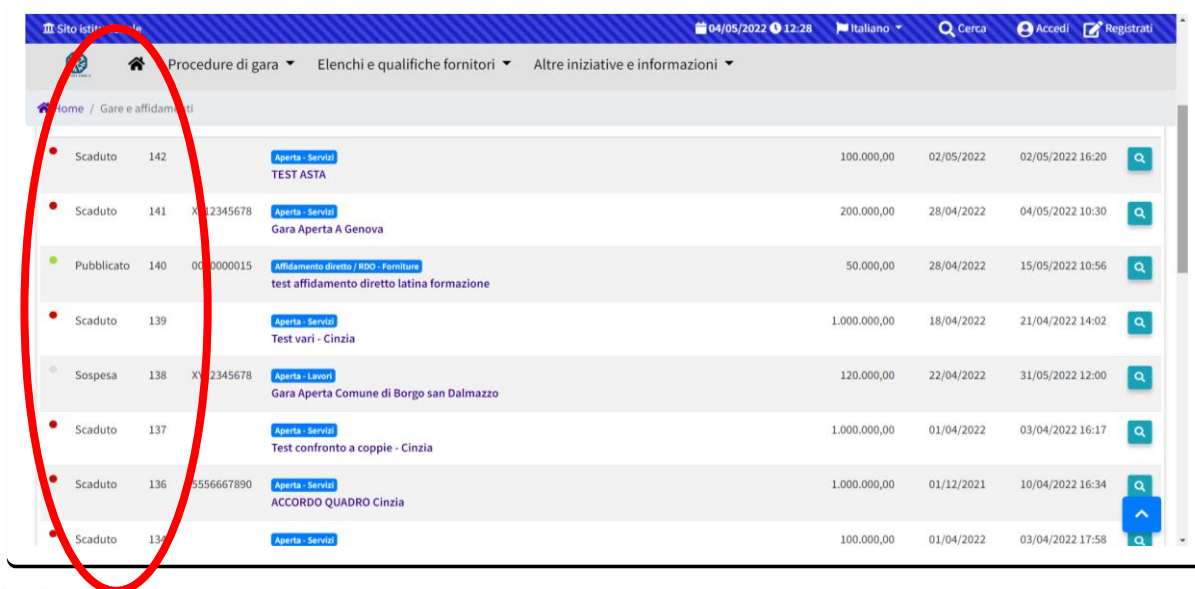 Sito 04/05/2022 12:28 Italiano Cerca Accedi Registrati
Procedure di gara Elenchi e qualifiche fornitori Altre iniziative e informazioni
Home / Gare e affidamenti
Scaduto 142 Aperta - Servizi 100.000,00 02/05/2022 02/05/2022 16:20
TEST ASTA
Scaduto 141 Aperta - Servizi 200.000,00 28/04/2022 04/05/2022 10:30
Gara Aperta A Genova
Pubblicato 140 Affidamento diretto / RDO - Forniture 50.000,00 28/04/2022 15/05/2022 10:56
test affidamento diretto latina formazione
Scaduto 139 Aperta - Servizi 1.000.000,00 18/04/2022 21/04/2022 14:02
Test vari - Cinzia
Sospesa 138 Aperta - Lavori 120.000,00 22/04/2022 31/05/2022 12:00
Gara Aperta Comune di Borgo san Dalmazzo
Scaduto 137 Aperta - Servizi 1.000.000,00 01/04/2022 03/04/2022 16:17
Test confronto a coppie - Cinzia
Scaduto 136 5556667890 Aperta - Servizi 1.000.000,00 01/12/2021 10/04/2022 16:34
ACCORDO QUADRO Cinzia
Scaduto 134 Aperta - Servizi 100.000,00 01/04/2022 03/04/2022 17:58